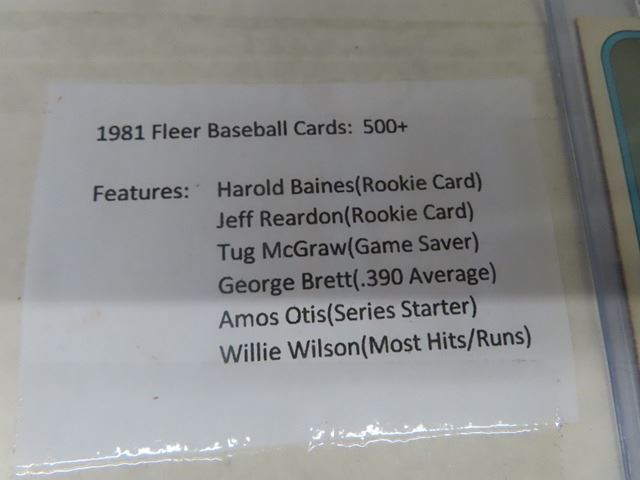 1981 Fleer Baseball Cards: 500+
Features: Harold Baines(Rookie Card)
Jeff Reardon(Rookie Card)
Tug McGraw(Game Saver)
George Brett(.390 Average)
Amos Otis(Series Starter)
Willie Wilson(Most Hits/Runs)